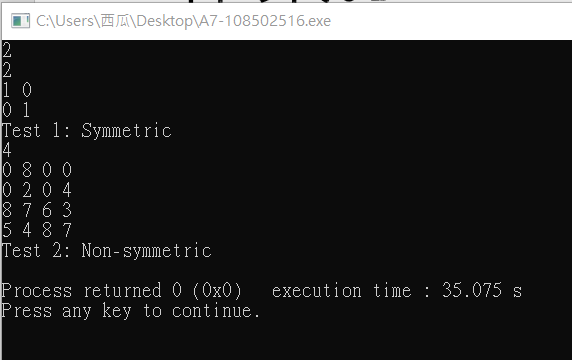 C:\Users\西瓜\Desktop\A7-108502516.exe
2
2
1 0
0 1
Test 1: Symmetric
4
0 8 0 0
0 2 0 4
8 7 6 3
5 4 8 7
Test 2: Non-symmetric
Process returned 0 (0x0)   execution time : 35.075 s
Press any key to continue.